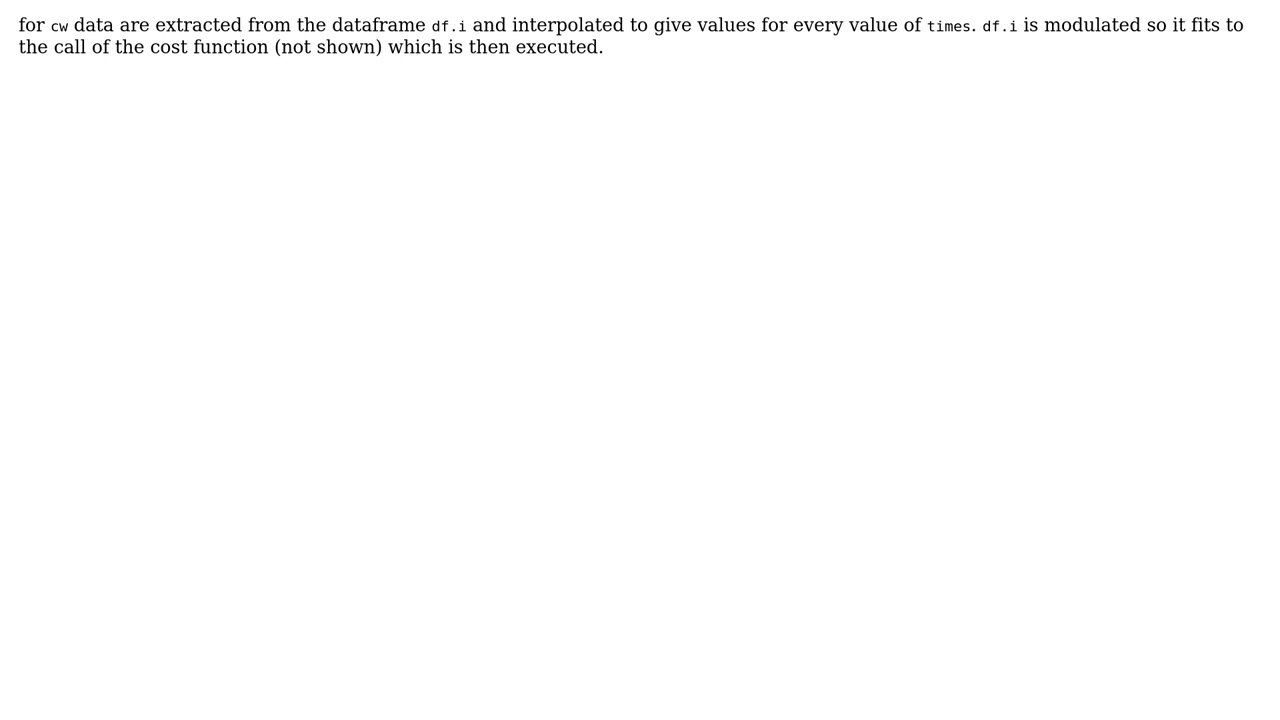 for cw data are extracted from the dataframe df.i and interpolated to give values for every value of times. df.i is modulated so it fits to
the call of the cost function (not shown) which is then executed.